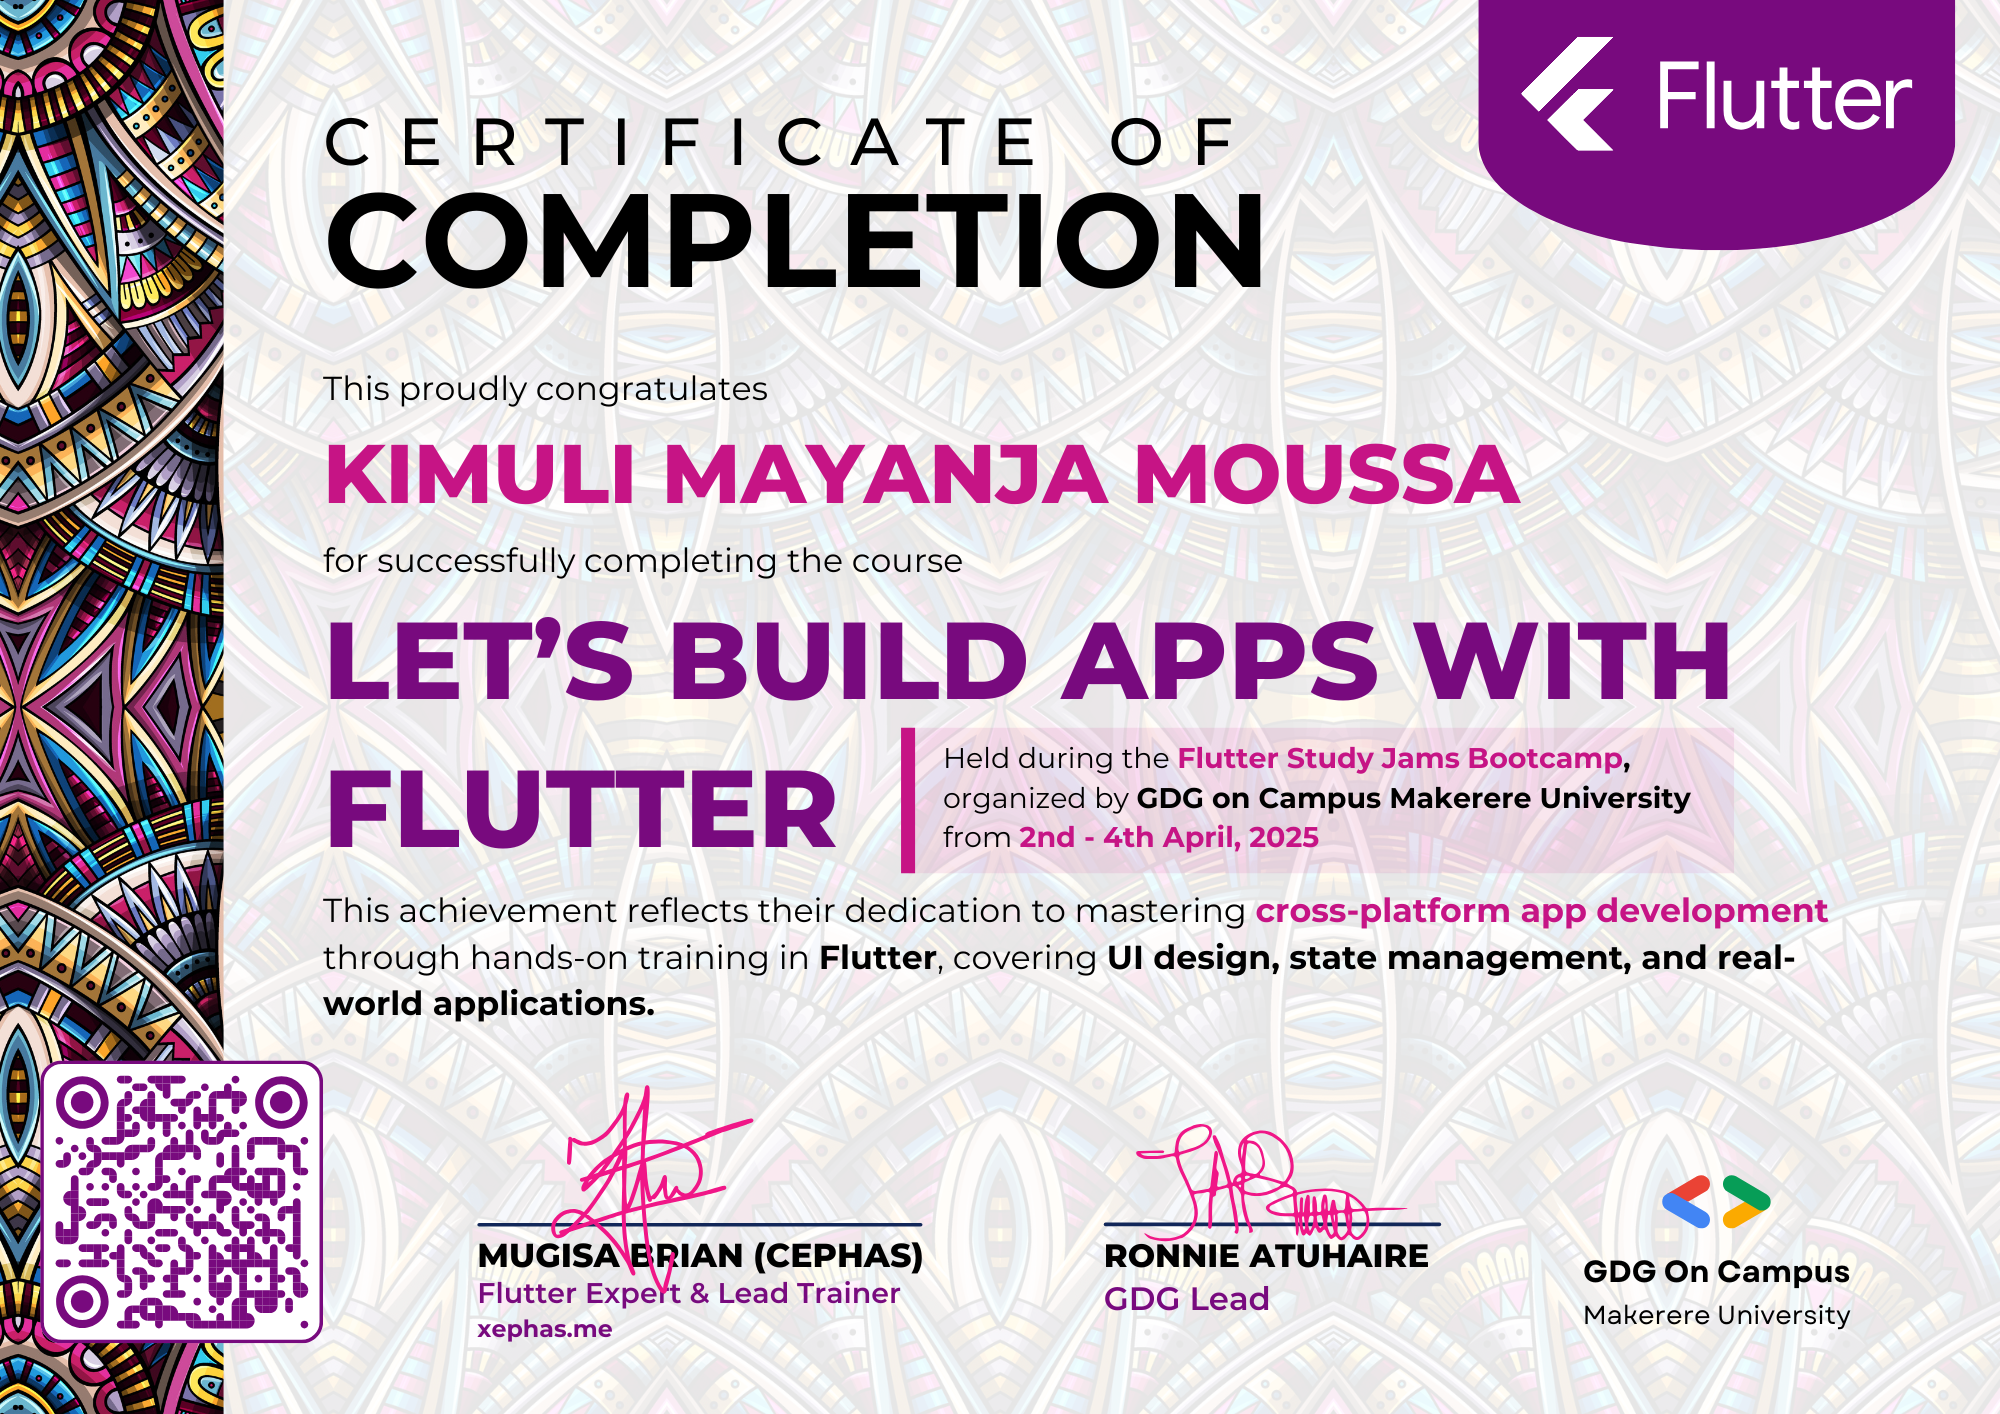 Flutter
CERTIFICATE OF
COMPLETION
This proudly congratulates
KIMULI MAYANJA MOUSSA
for successfully completing the course
LET’S BUILD APPS WITH
FLUTTER
Held during the Flutter Study Jams Bootcamp,
organized by GDG on Campus Makerere University
from 2nd - 4th April, 2025
This achievement reflects their dedication to mastering cross-platform app development
through hands-on training in Flutter, covering UI design, state management, and real-
world applications.
MUGISA BRIAN (CEPHAS)
Flutter Expert & Lead Trainer
xephas.me
RONNIE ATUHAIRE
GDG Lead
GDG On Campus
Makerere University